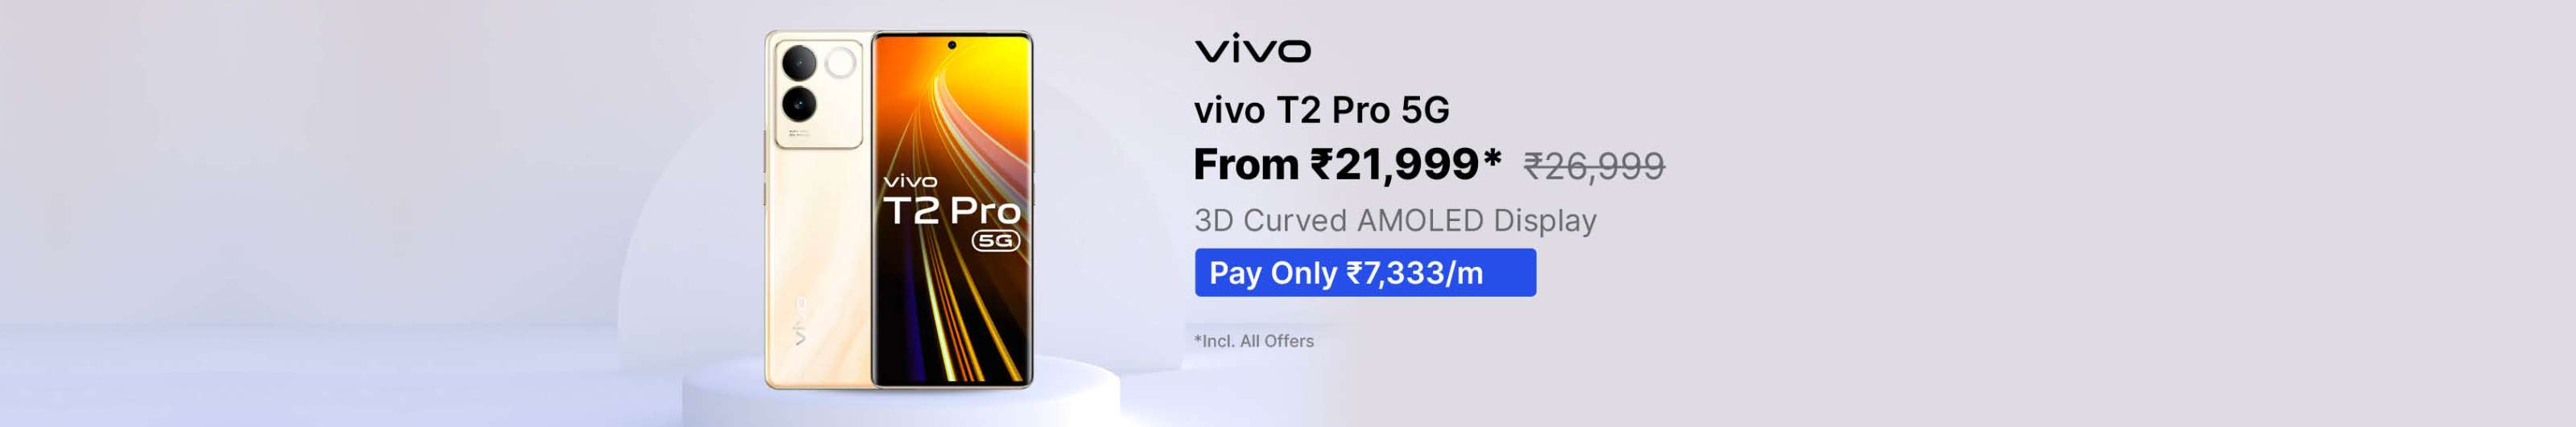 vivo
T2 Pro
5G
vivo
vivo
vivo T2 Pro 5G
From ₹21,999* ₹26,999
3D Curved AMOLED Display
Pay Only ₹7,333/m
*Incl. All Offers